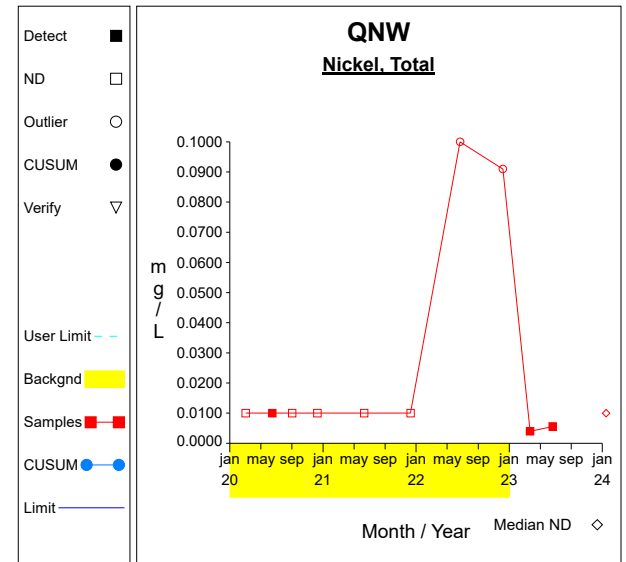 Detect
ND
Outlier
CUSUM
Verify
User Limit
Backgnd
Samples
CUSUM
Limit
QNW
Nickel, Total
mg/L
0.1000
0.0900
0.0800
0.0700
0.0600
0.0500
0.0400
0.0300
0.0200
0.0100
0.0000
jan may sep jan may sep jan may sep jan may sep jan
20 21 22 23 24
Month / Year
Median ND